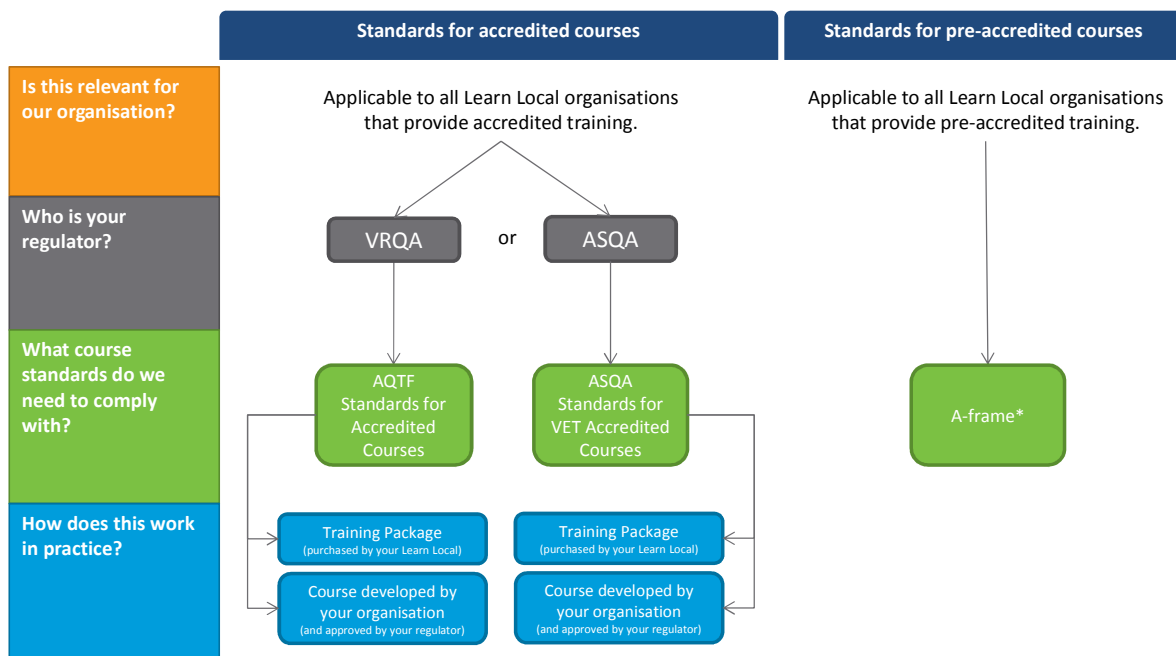 Standards for accredited courses
Standards for pre-accredited courses
Is this relevant for
our organisation?
Applicable to all Learn Local organisations
that provide accredited training.
Applicable to all Learn Local organisations
that provide pre-accredited training.
Who is your
regulator?
VRQA
or
ASQA
What course
standards do we
need to comply
with?
AQTF
Standards for
Accredited
Courses
ASQA
Standards for
VET Accredited
Courses
A-frame*
How does this work
in practice?
Training Package
(purchased by your Learn Local)
Training Package
(purchased by your Learn Local)
Course developed by
your organisation
(and approved by your regulator)
Course developed by
your organisation
(and approved by your regulator)